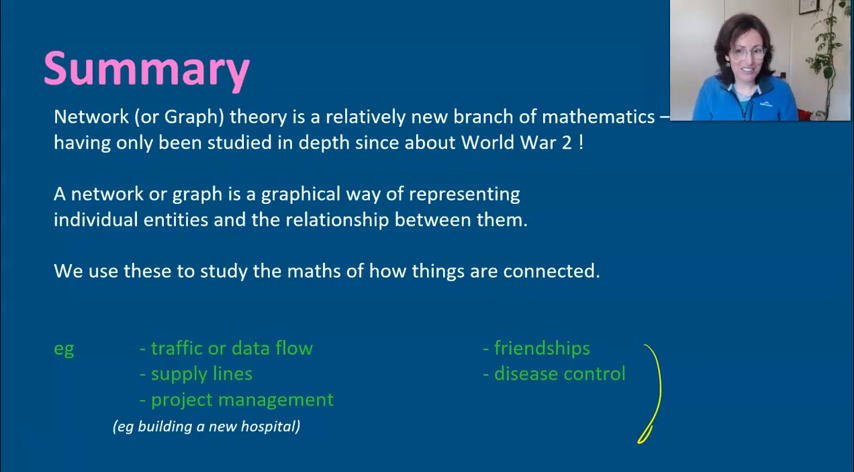 Summary
Network (or Graph) theory is a relatively new branch of mathematics –
having only been studied in depth since about World War 2 !
A network or graph is a graphical way of representing
individual entities and the relationship between them.
We use these to study the maths of how things are connected.
eg - traffic or data flow - friendships
- supply lines - disease control
- project management
(eg building a new hospital)